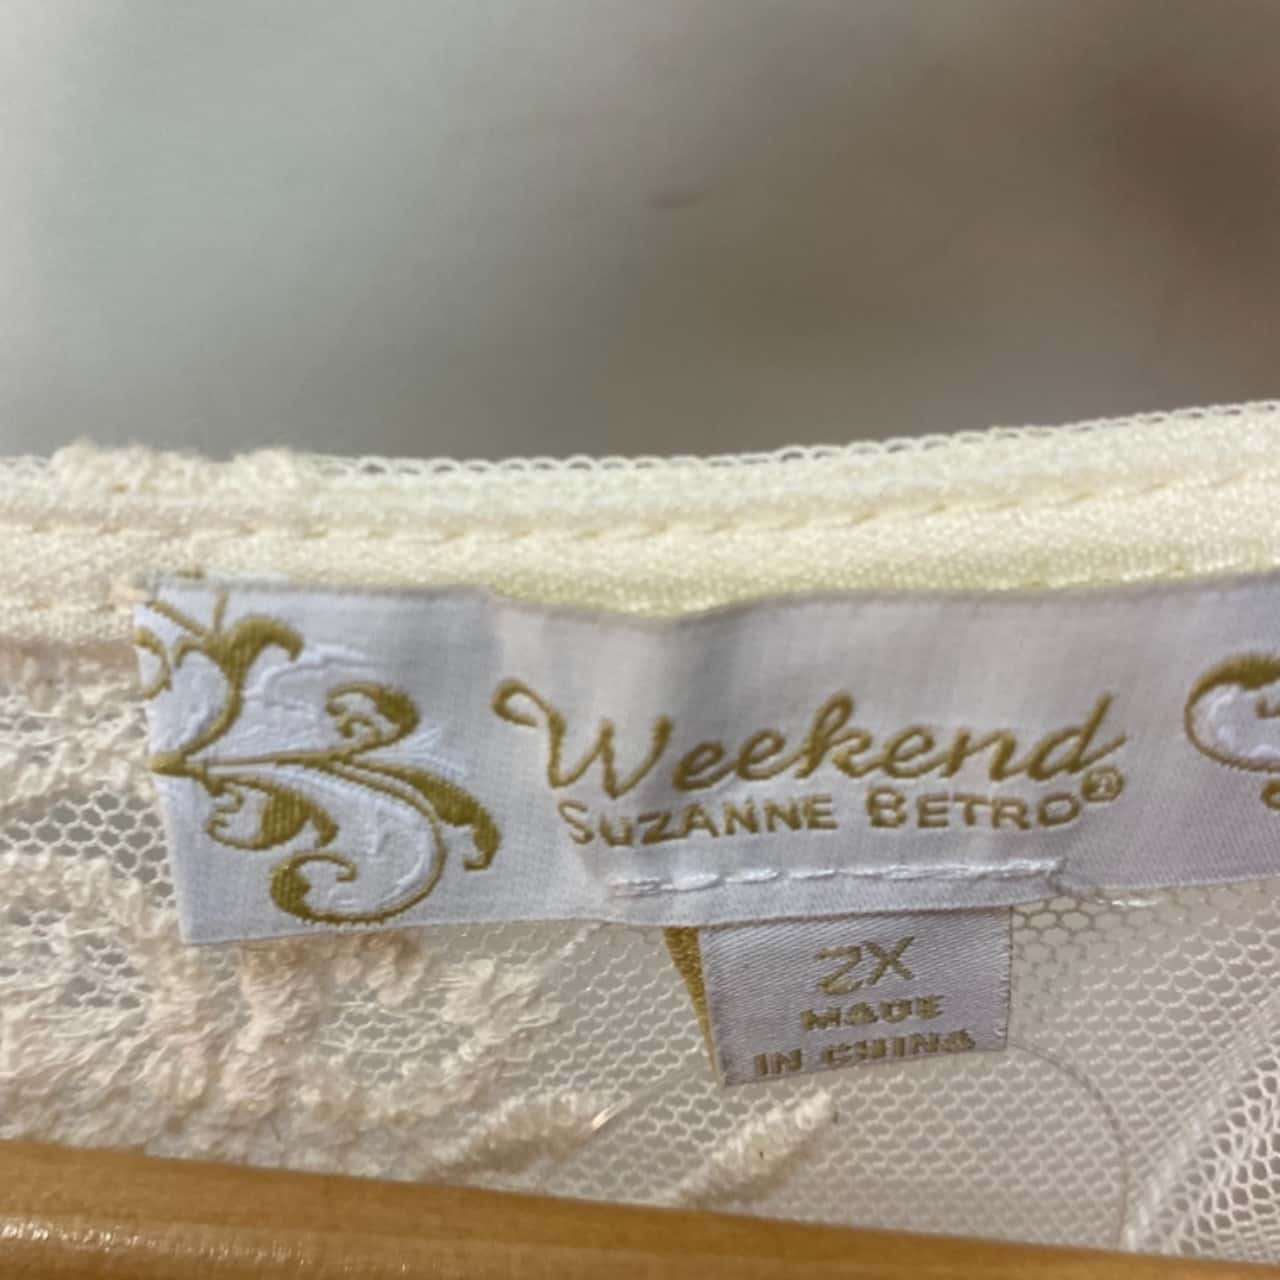 Weekend
SUZANNE BETRO®
2X
MADE
IN CHINA